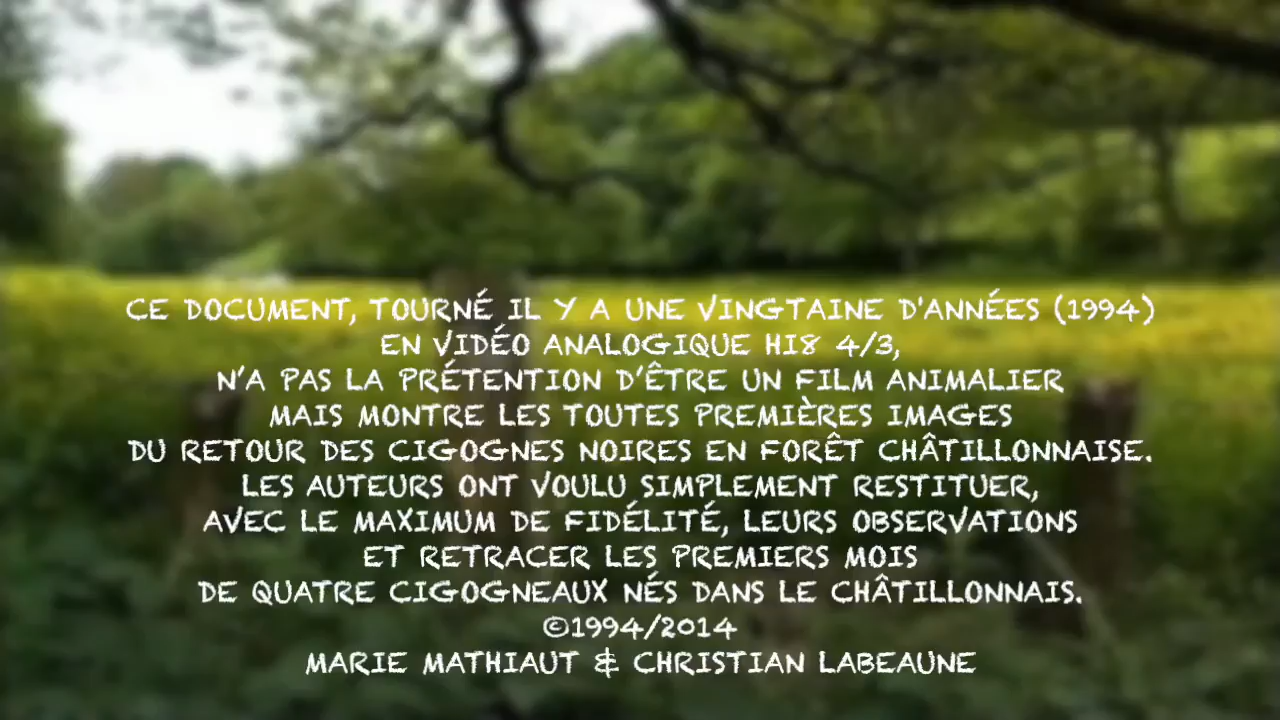 CE DOCUMENT, TOURNÉ IL Y A UNE VINGTAINE D'ANNÉES (1994)
EN VIDÉO ANALOGIQUE HI8 4/3,
N'A PAS LA PRÉTENTION D'ÊTRE UN FILM ANIMALIER
MAIS MONTRE LES TOUTES PREMIÈRES IMAGES
DU RETOUR DES CIGOGNES NOIRES EN FORÊT CHÂTILLONNAISE.
LES AUTEURS ONT VOULU SIMPLEMENT RESTITUER,
AVEC LE MAXIMUM DE FIDÉLITÉ, LEURS OBSERVATIONS
ET RETRACER LES PREMIERS MOIS
DE QUATRE CIGOGNEAUX NÉS DANS LE CHÂTILLONNAIS.
©1994/2014
MARIE MATHIAUT & CHRISTIAN LABEAUNE